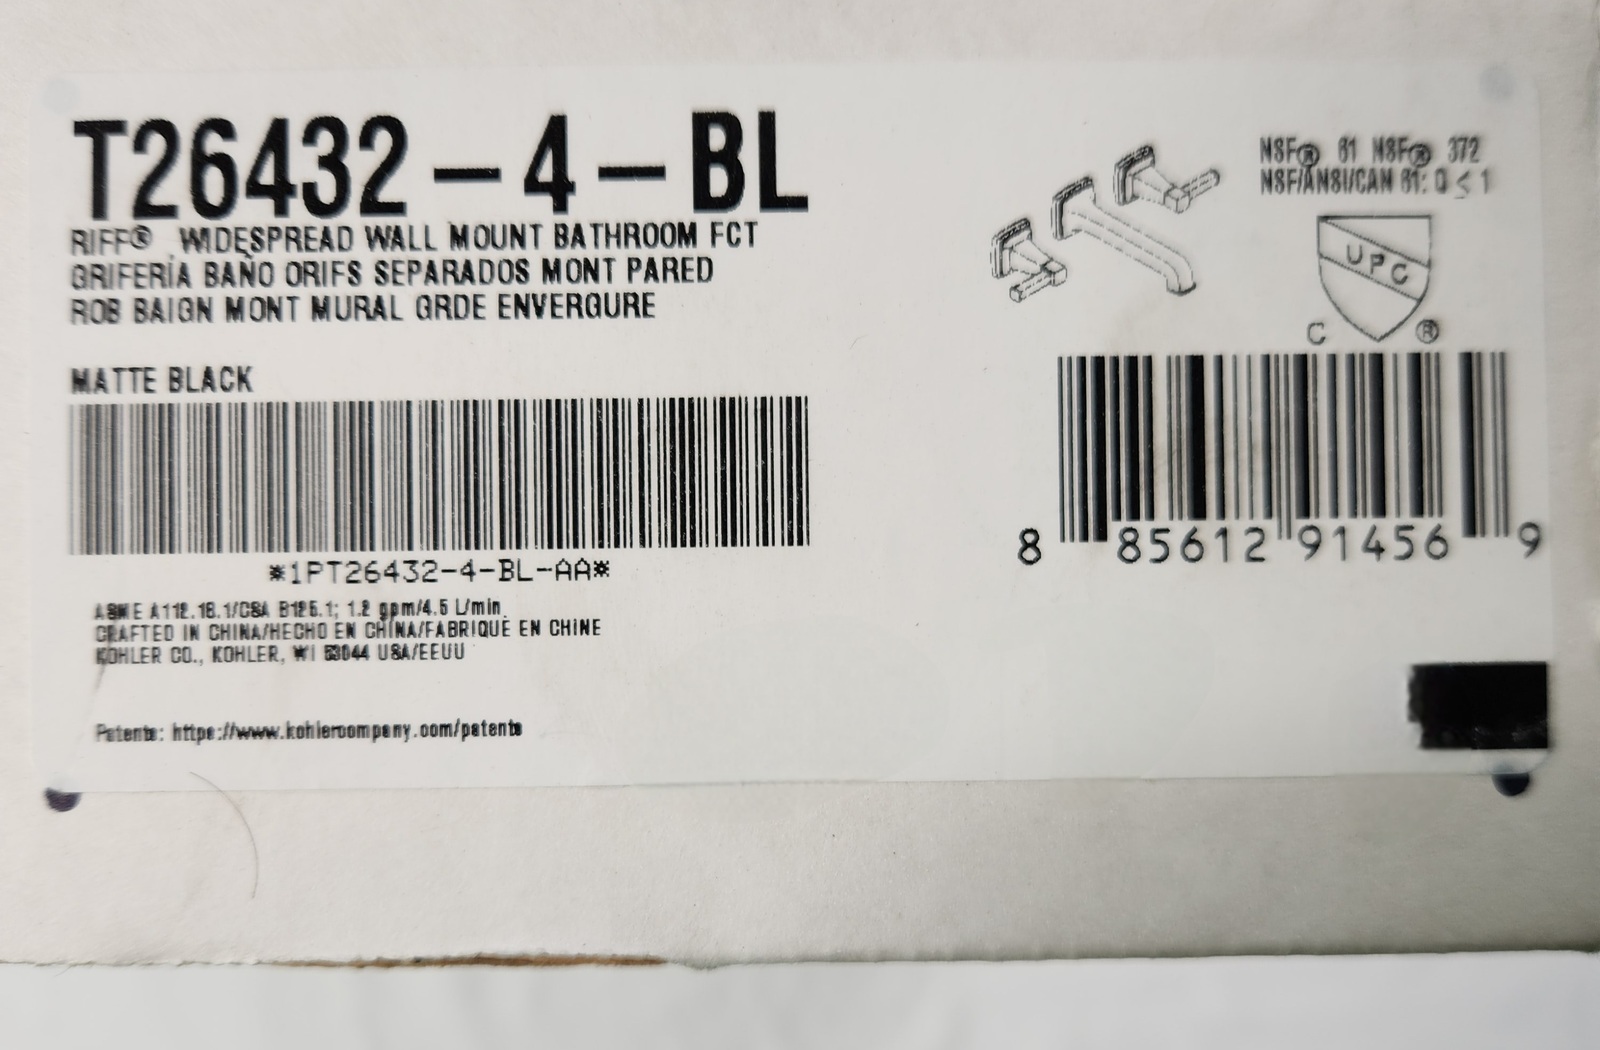 T26432-4-BL
RIFF® WIDESPREAD WALL MOUNT BATHROOM FCT
GRIFERÍA BAÑO ORIFS SEPARADOS MONT PARED
ROB BAIGN MONT MURAL GRDE ENVERGURE
MATTE BLACK
*1PT26432-4-BL-AA*
ASME A112.18.1/CSA B125.1; 1.2 gpm/4.5 L/min
CRAFTED IN CHINA/HECHO EN CHINA/FABRIQUÉ EN CHINE
KOHLER CO., KOHLER, WI 53044 USA/EEUU
Patents: https://www.kohlercompany.com/patents
NSF® 61 NSF® 372
NSF/ANSI/CAN 61: Q ≤ 1
UPC
C ®
8 85612 91456 9